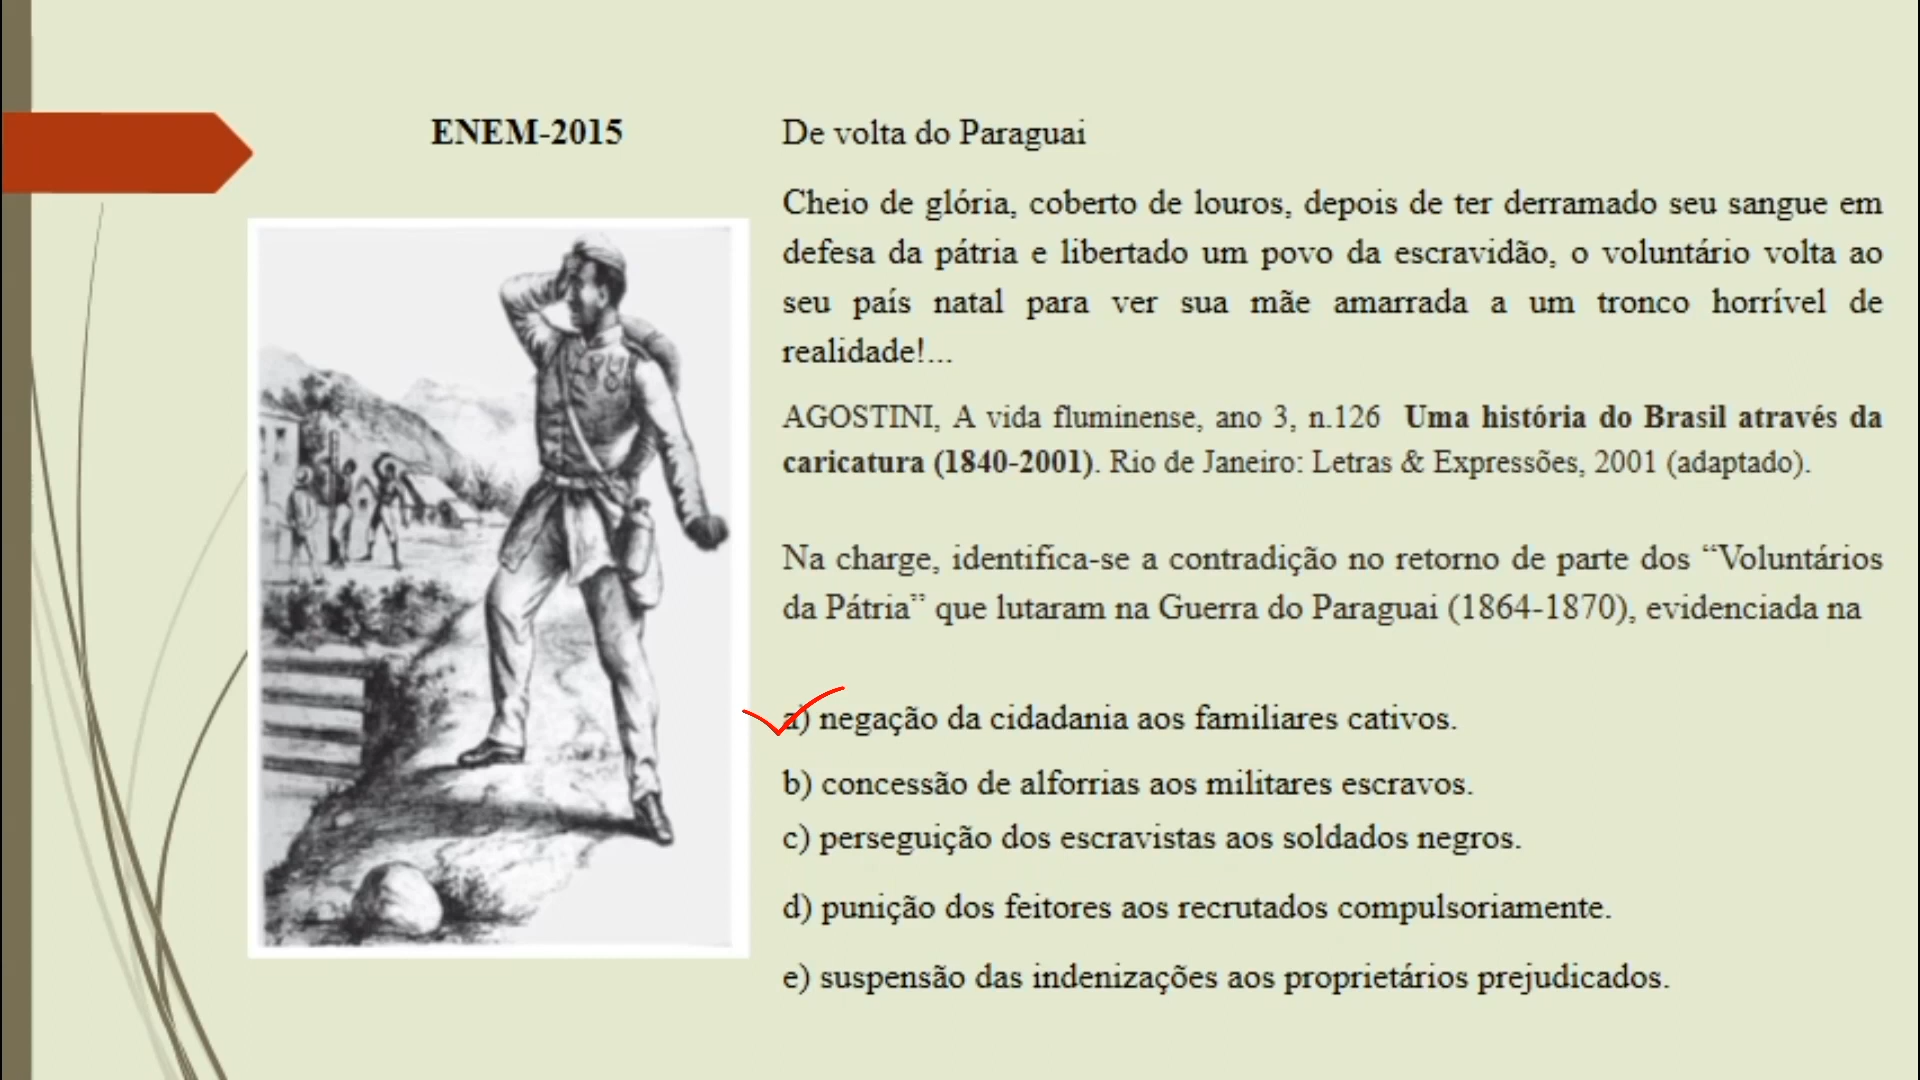 ENEM-2015
De volta do Paraguai
Cheio de glória, coberto de louros, depois de ter derramado seu sangue em
defesa da pátria e libertado um povo da escravidão, o voluntário volta ao
seu país natal para ver sua mãe amarrada a um tronco horrível de
realidade!...
AGOSTINI, A vida fluminense, ano 3, n.126 Uma história do Brasil através da
caricatura (1840-2001). Rio de Janeiro: Letras & Expressões, 2001 (adaptado).
Na charge, identifica-se a contradição no retorno de parte dos “Voluntários
da Pátria” que lutaram na Guerra do Paraguai (1864-1870), evidenciada na
a) negação da cidadania aos familiares cativos.
b) concessão de alforrias aos militares escravos.
c) perseguição dos escravistas aos soldados negros.
d) punição dos feitores aos recrutados compulsoriamente.
e) suspensão das indenizações aos proprietários prejudicados.